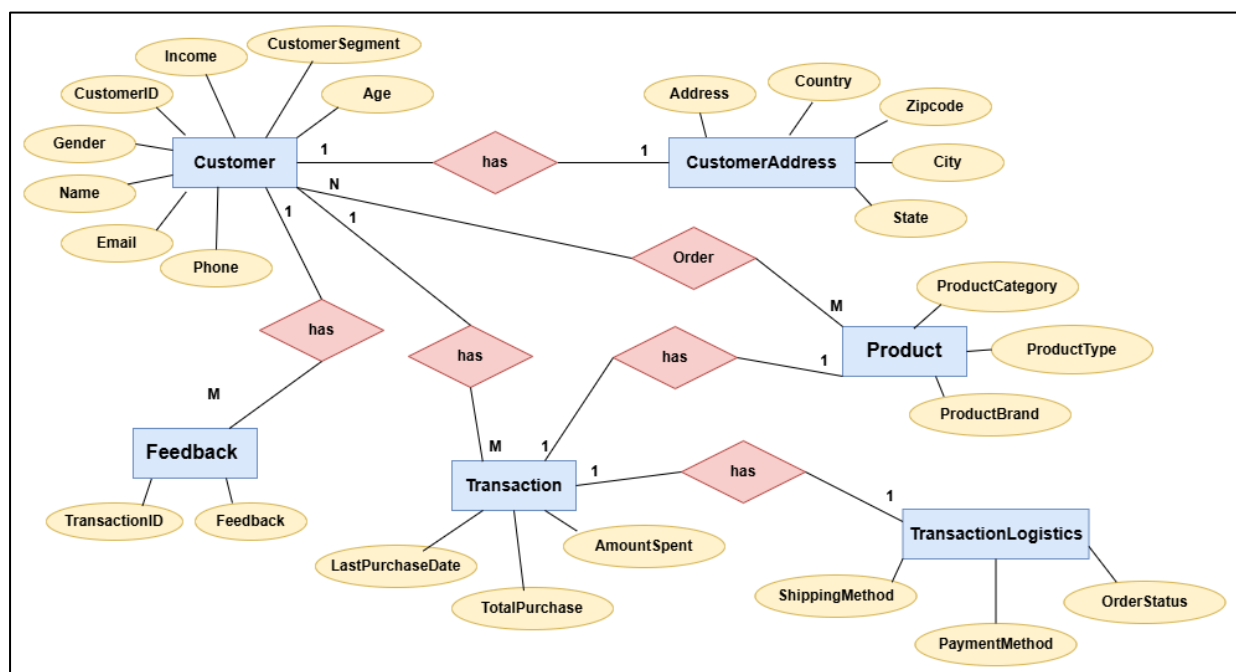 CustomerSegment
Income
Country
CustomerID
Age
Address
Zipcode
Gender
Customer
1
has
1
CustomerAddress
City
Name
N
1
1
State
Email
Phone
Order
ProductCategory
M
has
has
has
1
Product
ProductType
M
ProductBrand
Feedback
M
1
1
has
Transaction
1
TransactionID
Feedback
TransactionLogistics
AmountSpent
LastPurchaseDate
ShippingMethod
OrderStatus
TotalPurchase
PaymentMethod